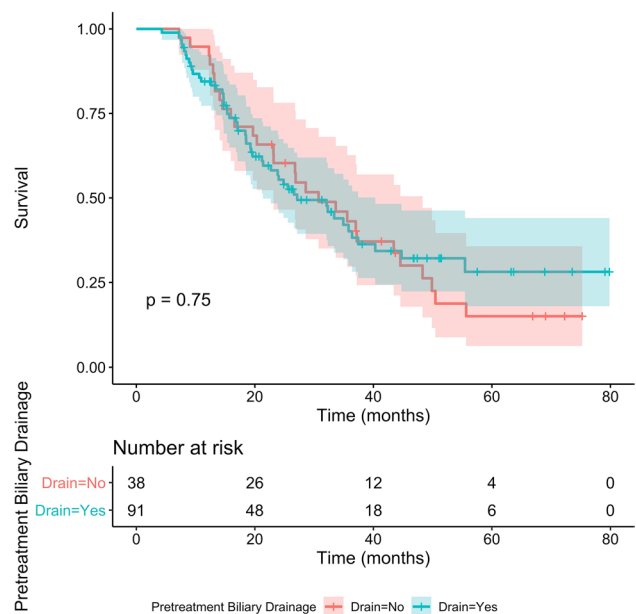 1.00
0.75
Survival
0.50
0.25
p = 0.75
0.00
0 20 40 60 80
Time (months)
Pretreatment Biliary Drainage
Number at risk
Drain=No 38 26 12 4 0
Drain=Yes 91 48 18 6 0
0 20 40 60 80
Time (months)
Pretreatment Biliary Drainage Drain=No Drain=Yes